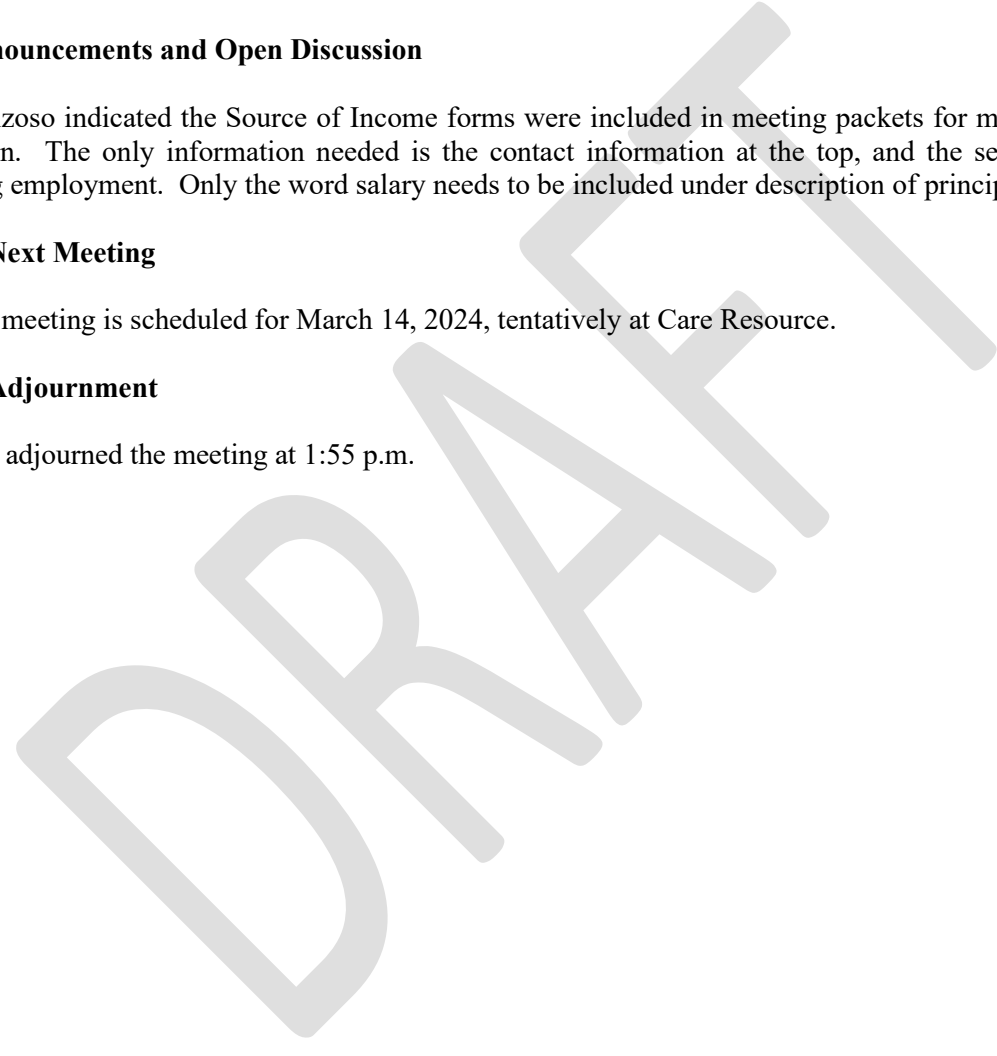 nouncements and Open Discussion
zoso indicated the Source of Income forms were included in meeting packets for m
n. The only information needed is the contact information at the top, and the se
g employment. Only the word salary needs to be included under description of princip
Next Meeting
meeting is scheduled for March 14, 2024, tentatively at Care Resource.
Adjournment
adjourned the meeting at 1:55 p.m.
DRAFT